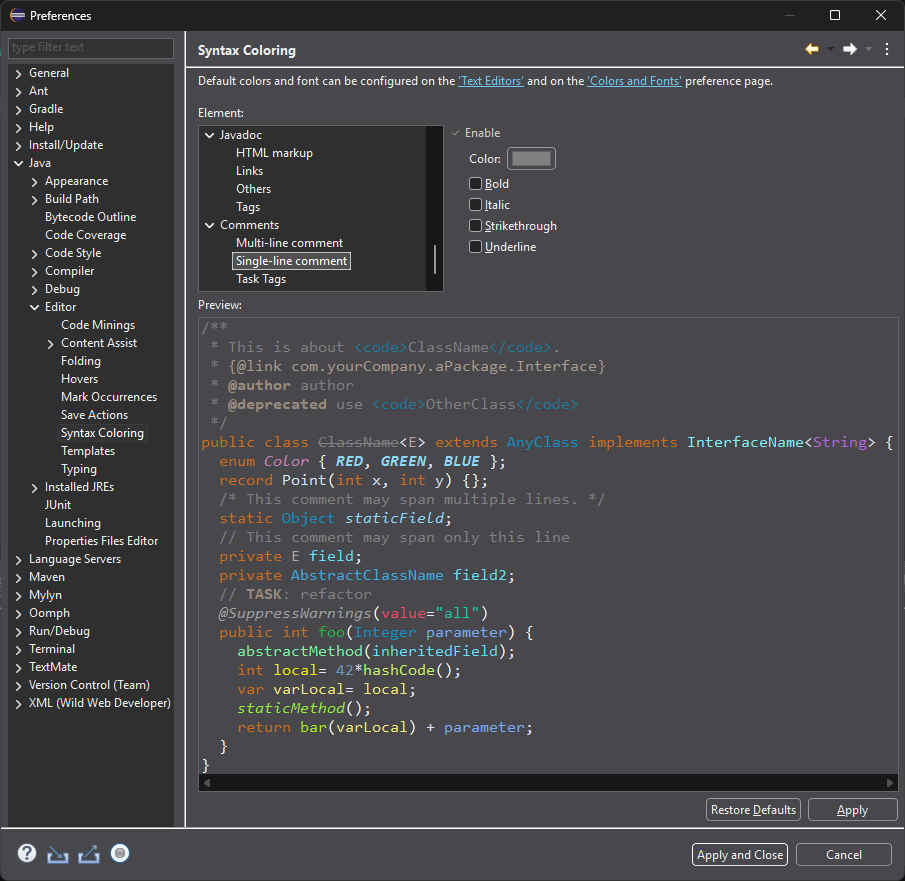 Preferences
type filter text
General
Ant
Gradle
Help
Install/Update
Java
Appearance
Build Path
Bytecode Outline
Code Coverage
Code Style
Compiler
Debug
Editor
Code Minings
Content Assist
Folding
Hovers
Mark Occurrences
Save Actions
Syntax Coloring
Templates
Typing
Installed JREs
JUnit
Launching
Properties Files Editor
Language Servers
Maven
Mylyn
Oomph
Run/Debug
Terminal
TextMate
Version Control (Team)
XML (Wild Web Developer)
Syntax Coloring
Default colors and font can be configured on the 'Text Editors' and on the 'Colors and Fonts' preference page.
Element:
Javadoc
HTML markup
Links
Others
Tags
Comments
Multi-line comment
Single-line comment
Task Tags
Enable
Color:
Bold
Italic
Strikethrough
Underline
Preview:
/**
 * This is about <code>ClassName</code>.
 * {@link com.yourCompany.aPackage.Interface}
 * @author author
 * @deprecated use <code>OtherClass</code>
 */
public class ClassName<E> extends AnyClass implements InterfaceName<String> {
  enum Color { RED, GREEN, BLUE };
  record Point(int x, int y) {};
  /* This comment may span multiple lines. */
  static Object staticField;
  // This comment may span only this line
  private E field;
  private AbstractClassName field2;
  // TASK: refactor
  @SuppressWarnings(value="all")
  public int foo(Integer parameter) {
    abstractMethod(inheritedField);
    int local= 42*hashCode();
    var varLocal= local;
    staticMethod();
    return bar(varLocal) + parameter;
  }
}
Restore Defaults
Apply
Apply and Close
Cancel